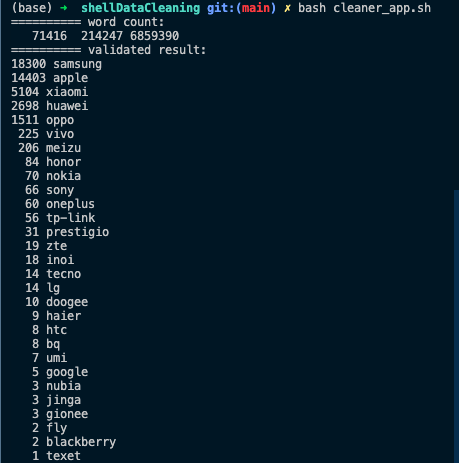 (base) ➜ shellDataCleaning git:(main) ✗ bash cleaner_app.sh
========== word count:
71416 214247 6859390
========== validated result:
18300 samsung
14403 apple
5104 xiaomi
2698 huawei
1511 oppo
225 vivo
206 meizu
84 honor
70 nokia
66 sony
60 oneplus
56 tp-link
31 prestigio
19 zte
18 inoi
14 tecno
14 lg
10 doogee
9 haier
8 htc
8 bq
7 umi
5 google
3 nubia
3 jinga
3 gionee
2 fly
2 blackberry
1 texet